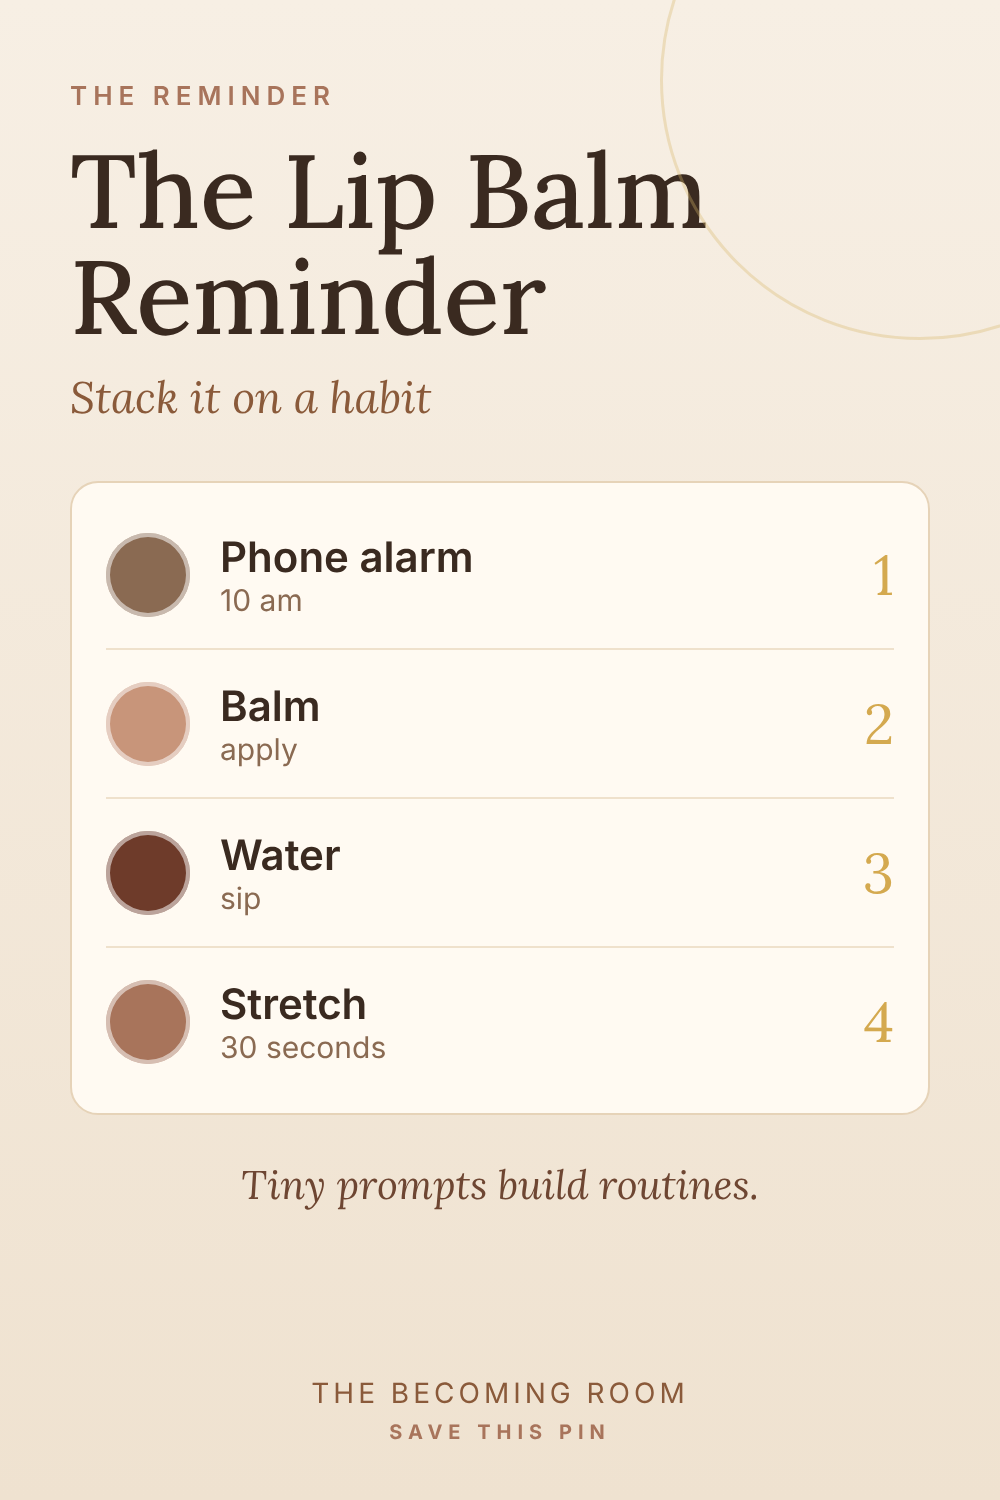 THE REMINDER
The Lip Balm
Reminder
Stack it on a habit
Phone alarm
10 am
1
Balm
apply
2
Water
sip
3
Stretch
30 seconds
4
Tiny prompts build routines.
THE BECOMING ROOM
SAVE THIS PIN